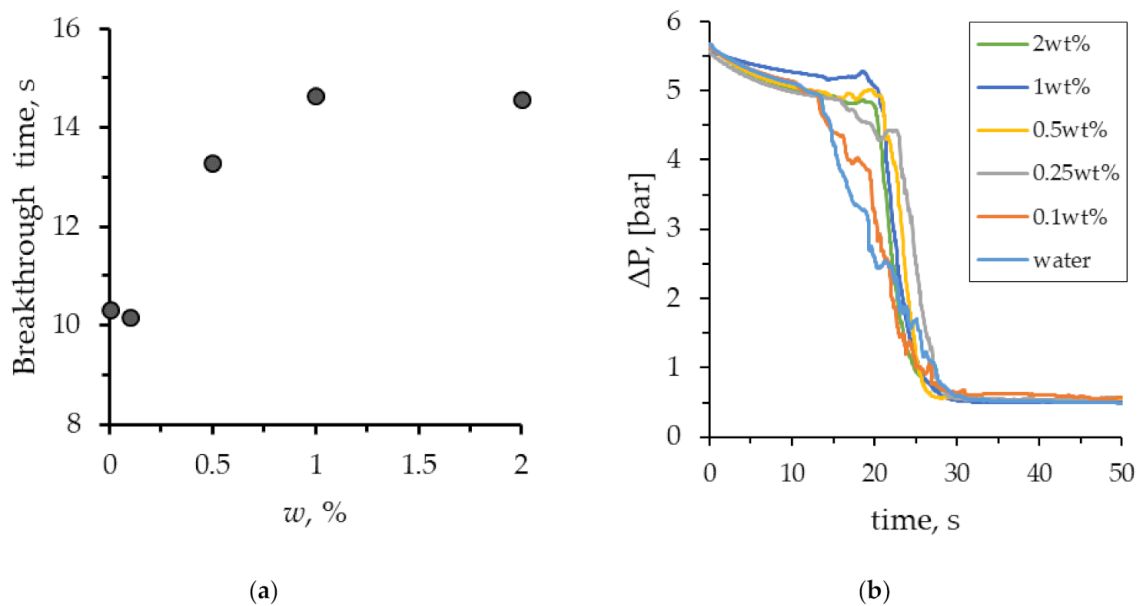 16
14
12
10
8
Breakthrough time, s
0
0.5
1
1.5
2
w, %
(a)
6
5
4
3
2
1
0
ΔP, [bar]
2wt%
1wt%
0.5wt%
0.25wt%
0.1wt%
water
0
10
20
30
40
50
time, s
(b)